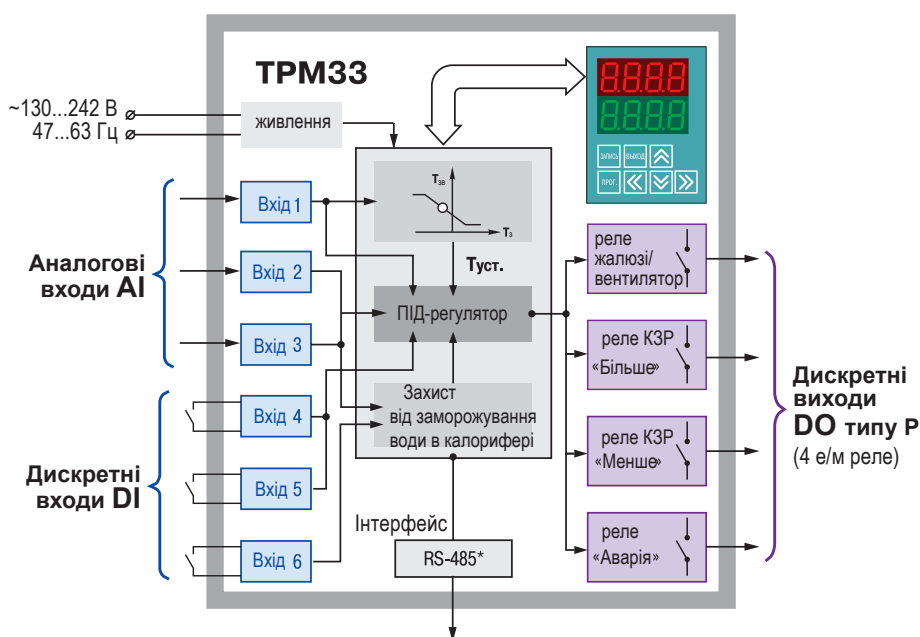 ТРМ33
~130...242 В
47...63 Гц
живлення
8.8.8.8
8.8.8.8
ЗАПИСЬ
ВЫХОД
ПРОГ.
Аналогові
входи AI
Вхід 1
Вхід 2
Вхід 3
Тзв
Тз
Туст.
ПІД-регулятор
Захист
від заморожування
води в калорифері
Дискретні
входи DI
Вхід 4
Вхід 5
Вхід 6
Інтерфейс
RS-485*
реле
жалюзі/
вентилятор
реле КЗР
«Більше»
реле КЗР
«Менше»
реле
«Аварія»
Дискретні
виходи
DO типу Р
(4 е/м реле)